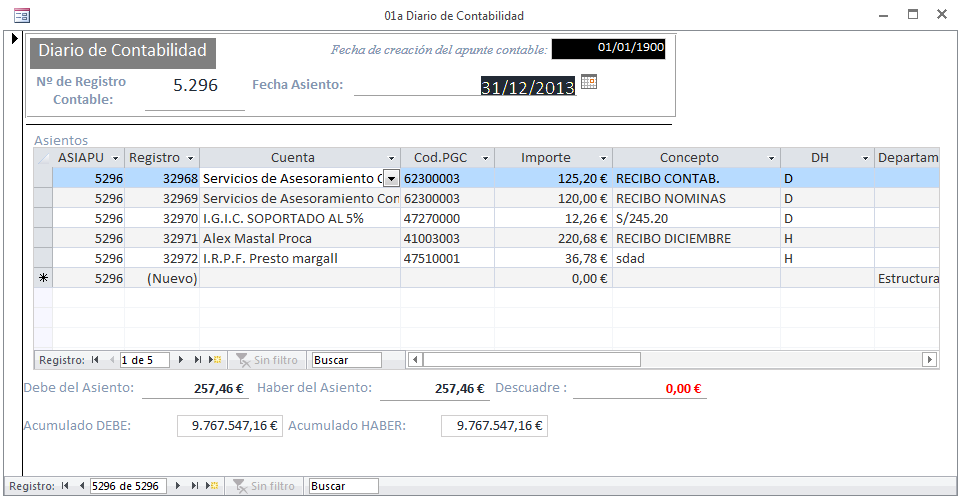 01a Diario de Contabilidad
Diario de Contabilidad
Fecha de creación del apunte contable: 01/01/1900
Nº de Registro Contable: 5.296 Fecha Asiento: 31/12/2013
Asientos
ASIAPU Registro Cuenta Cod.PGC Importe Concepto DH Departam
5296 32968 Servicios de Asesoramiento C 62300003 125,20 € RECIBO CONTAB. D
5296 32969 Servicios de Asesoramiento Con 62300003 120,00 € RECIBO NOMINAS D
5296 32970 I.G.I.C. SOPORTADO AL 5% 47270000 12,26 € S/245.20 D
5296 32971 Alex Mastal Proca 41003003 220,68 € RECIBO DICIEMBRE H
5296 32972 I.R.P.F. Presto margall 47510001 36,78 € sdad H
5296 (Nuevo) 0,00 € Estructura
Registro: 1 de 5 Sin filtro Buscar
Debe del Asiento: 257,46 € Haber del Asiento: 257,46 € Descuadre : 0,00 €
Acumulado DEBE: 9.767.547,16 € Acumulado HABER: 9.767.547,16 €
Registro: 5296 de 5296 Sin filtro Buscar